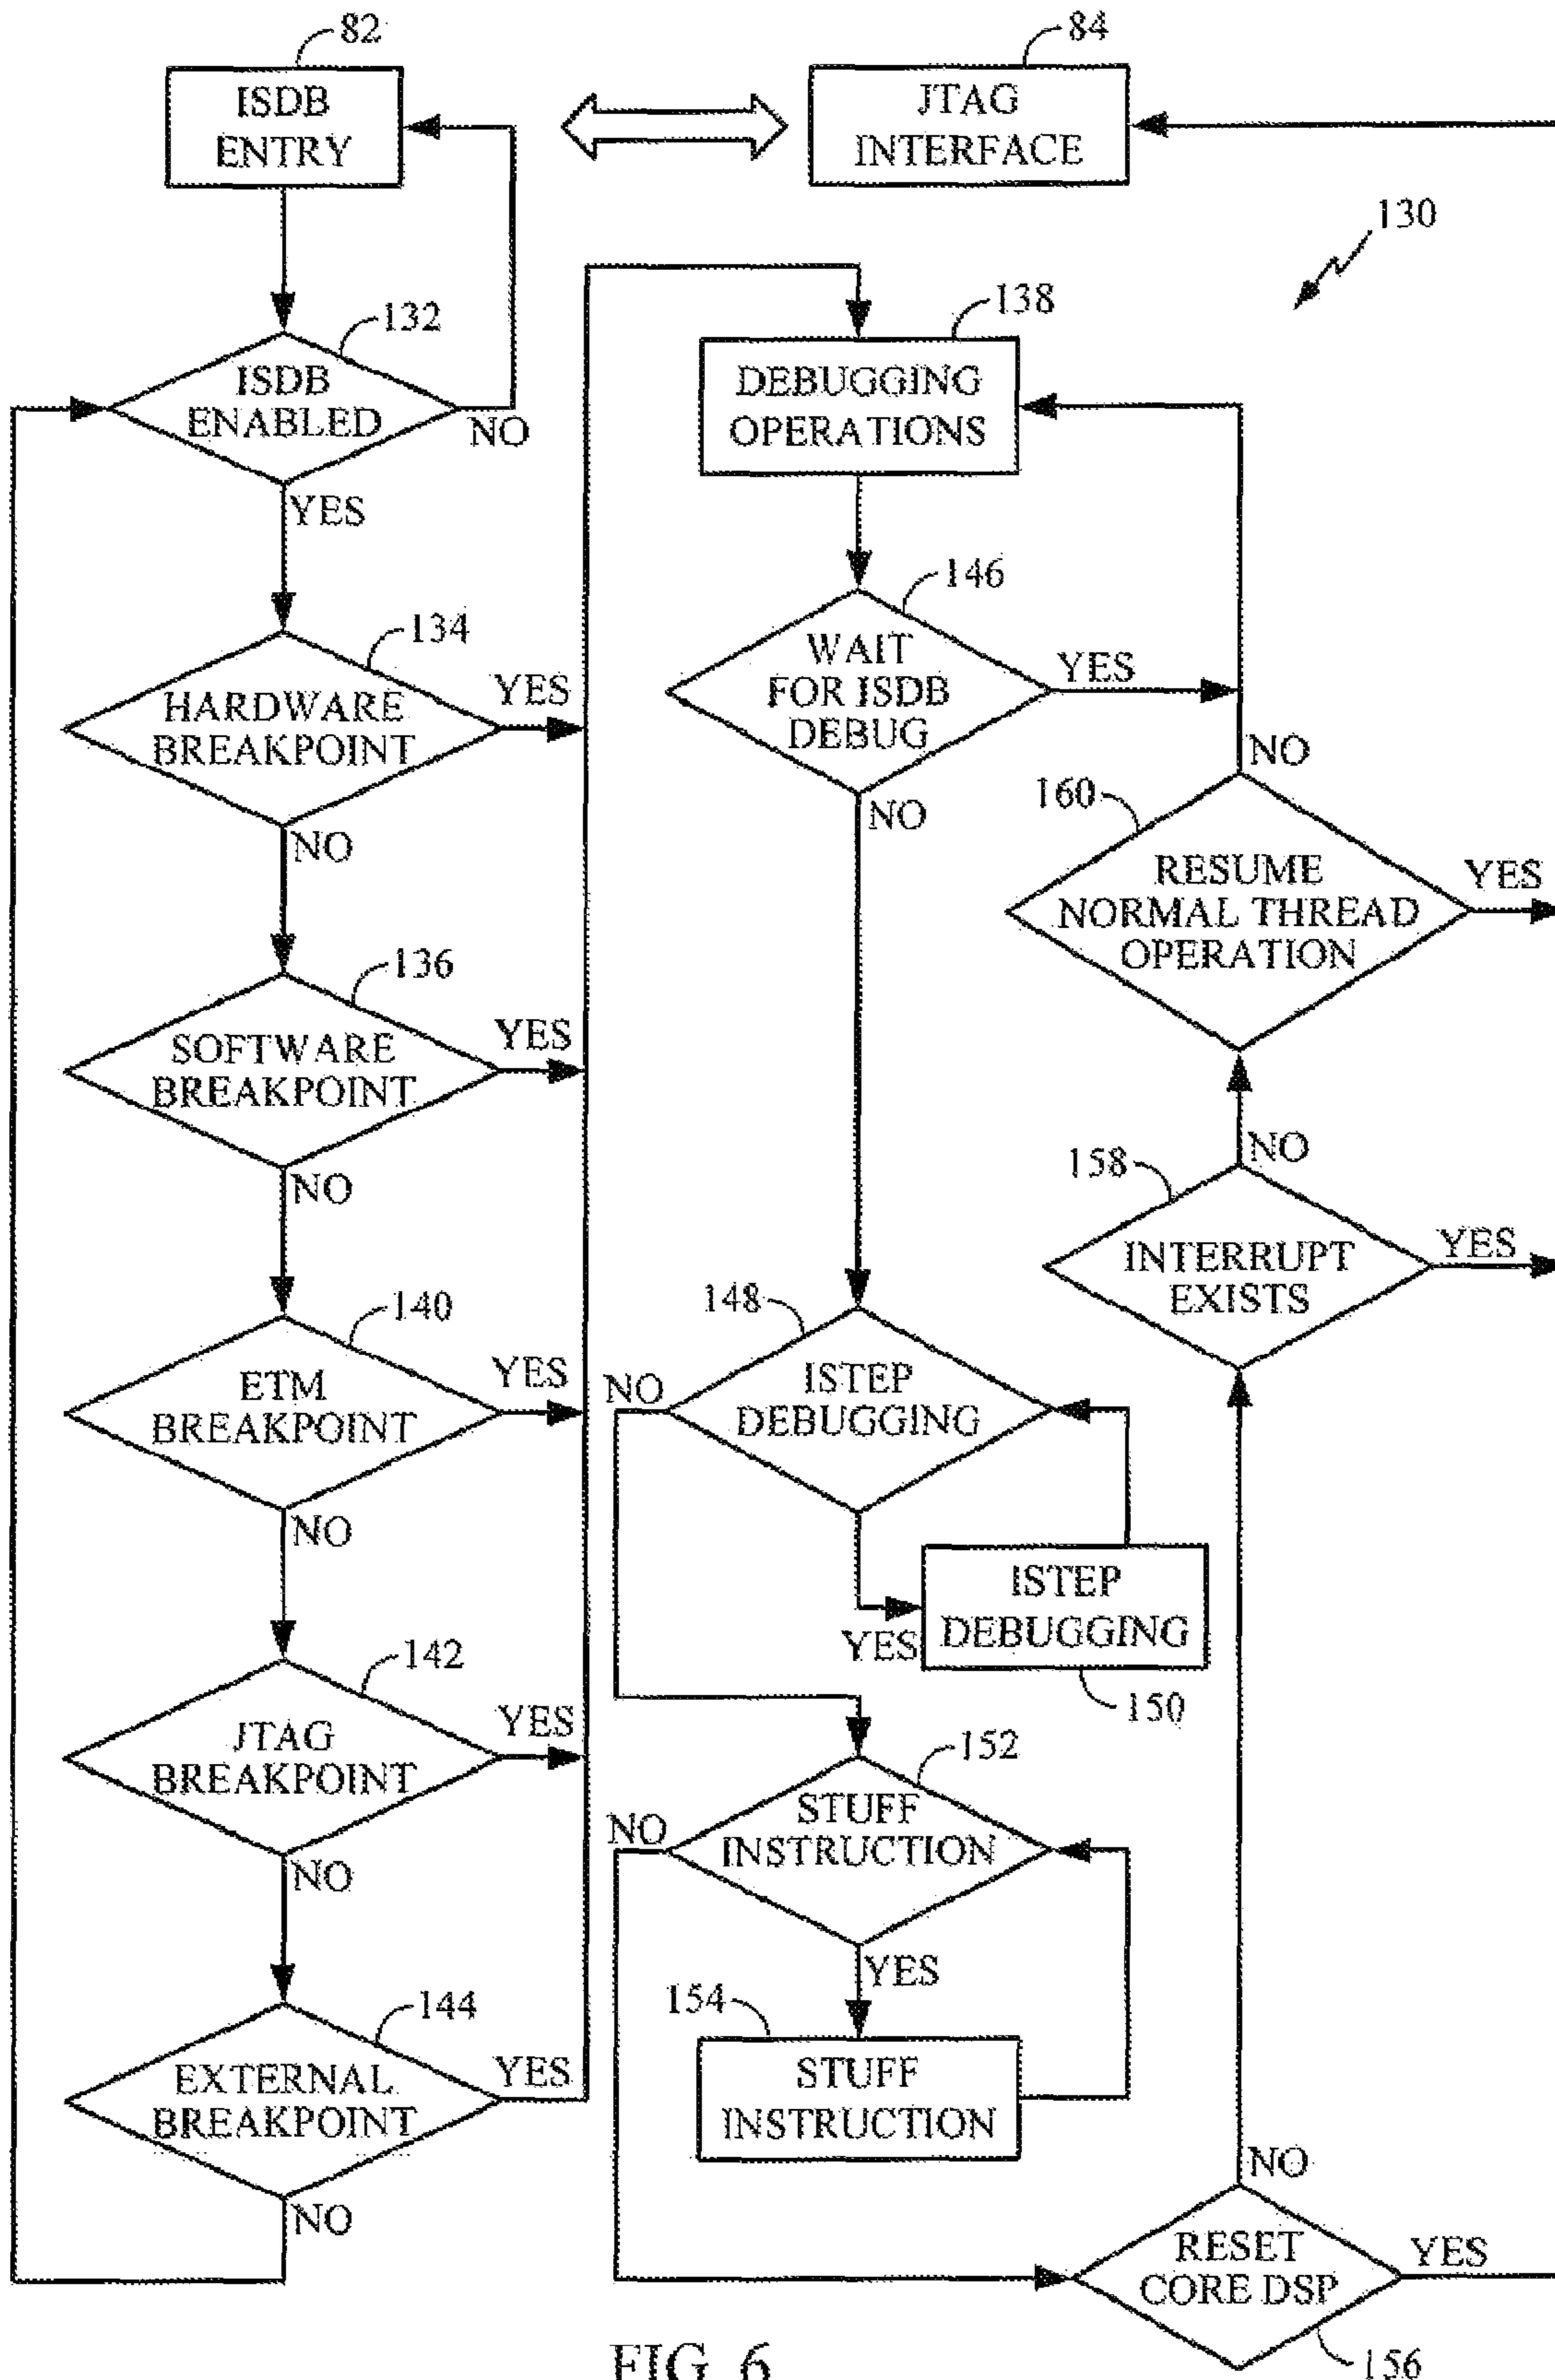 82
ISDB
ENTRY
84
JTAG
INTERFACE
130
132
ISDB
ENABLED
NO
YES
134
HARDWARE
BREAKPOINT
YES
NO
136
SOFTWARE
BREAKPOINT
YES
NO
140
ETM
BREAKPOINT
YES
NO
142
JTAG
BREAKPOINT
YES
NO
144
EXTERNAL
BREAKPOINT
YES
NO
138
DEBUGGING
OPERATIONS
146
WAIT
FOR ISDB
DEBUG
YES
NO
148
ISTEP
DEBUGGING
NO
YES
ISTEP
DEBUGGING
150
152
STUFF
INSTRUCTION
NO
YES
154
STUFF
INSTRUCTION
NO
160
RESUME
NORMAL THREAD
OPERATION
YES
NO
158
INTERRUPT
EXISTS
YES
NO
RESET
CORE DSP
YES
156
FIG. 6